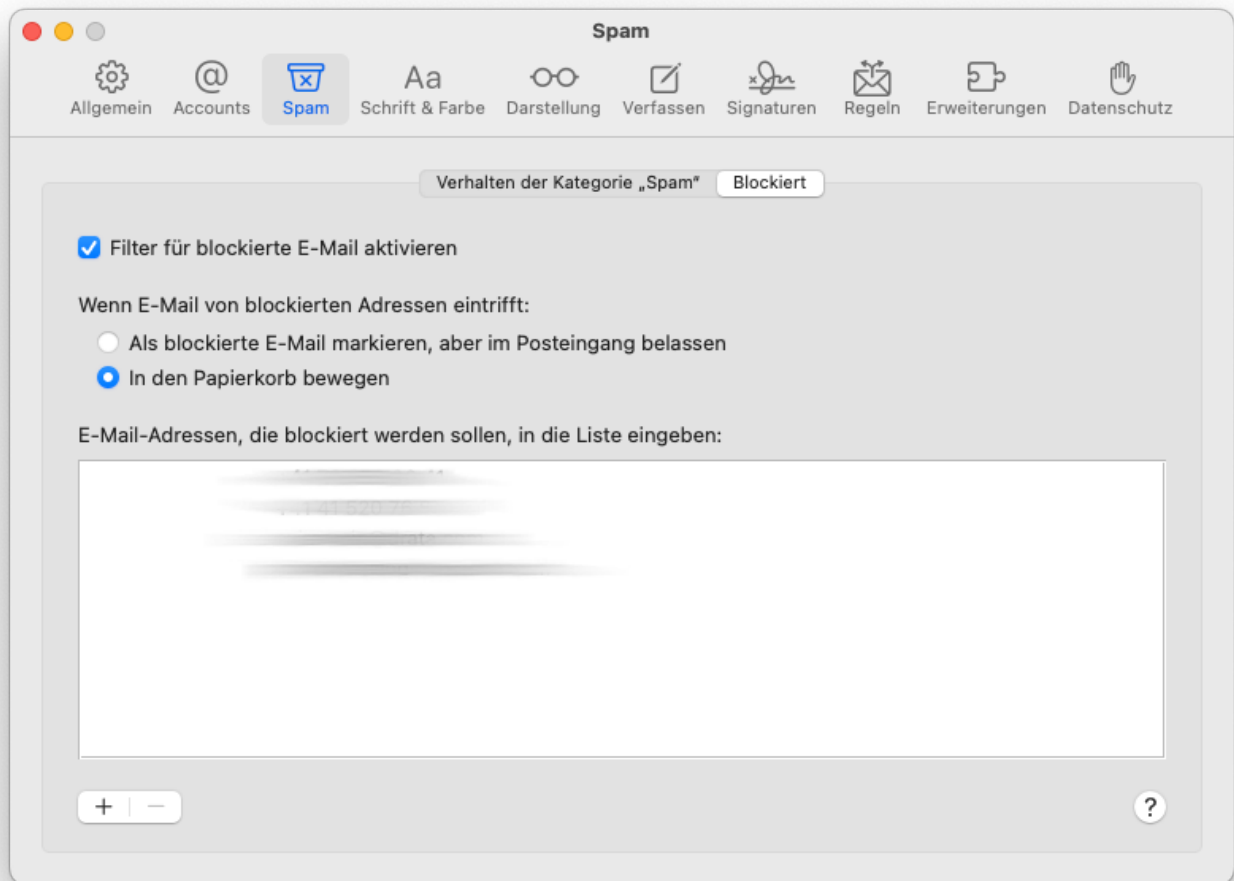 Spam
Allgemein Accounts Spam Schrift & Farbe Darstellung Verfassen Signaturen Regeln Erweiterungen Datenschutz
Verhalten der Kategorie „Spam“ Blockiert
Filter für blockierte E-Mail aktivieren
Wenn E-Mail von blockierten Adressen eintrifft:
Als blockierte E-Mail markieren, aber im Posteingang belassen
In den Papierkorb bewegen
E-Mail-Adressen, die blockiert werden sollen, in die Liste eingeben:
+ −
?